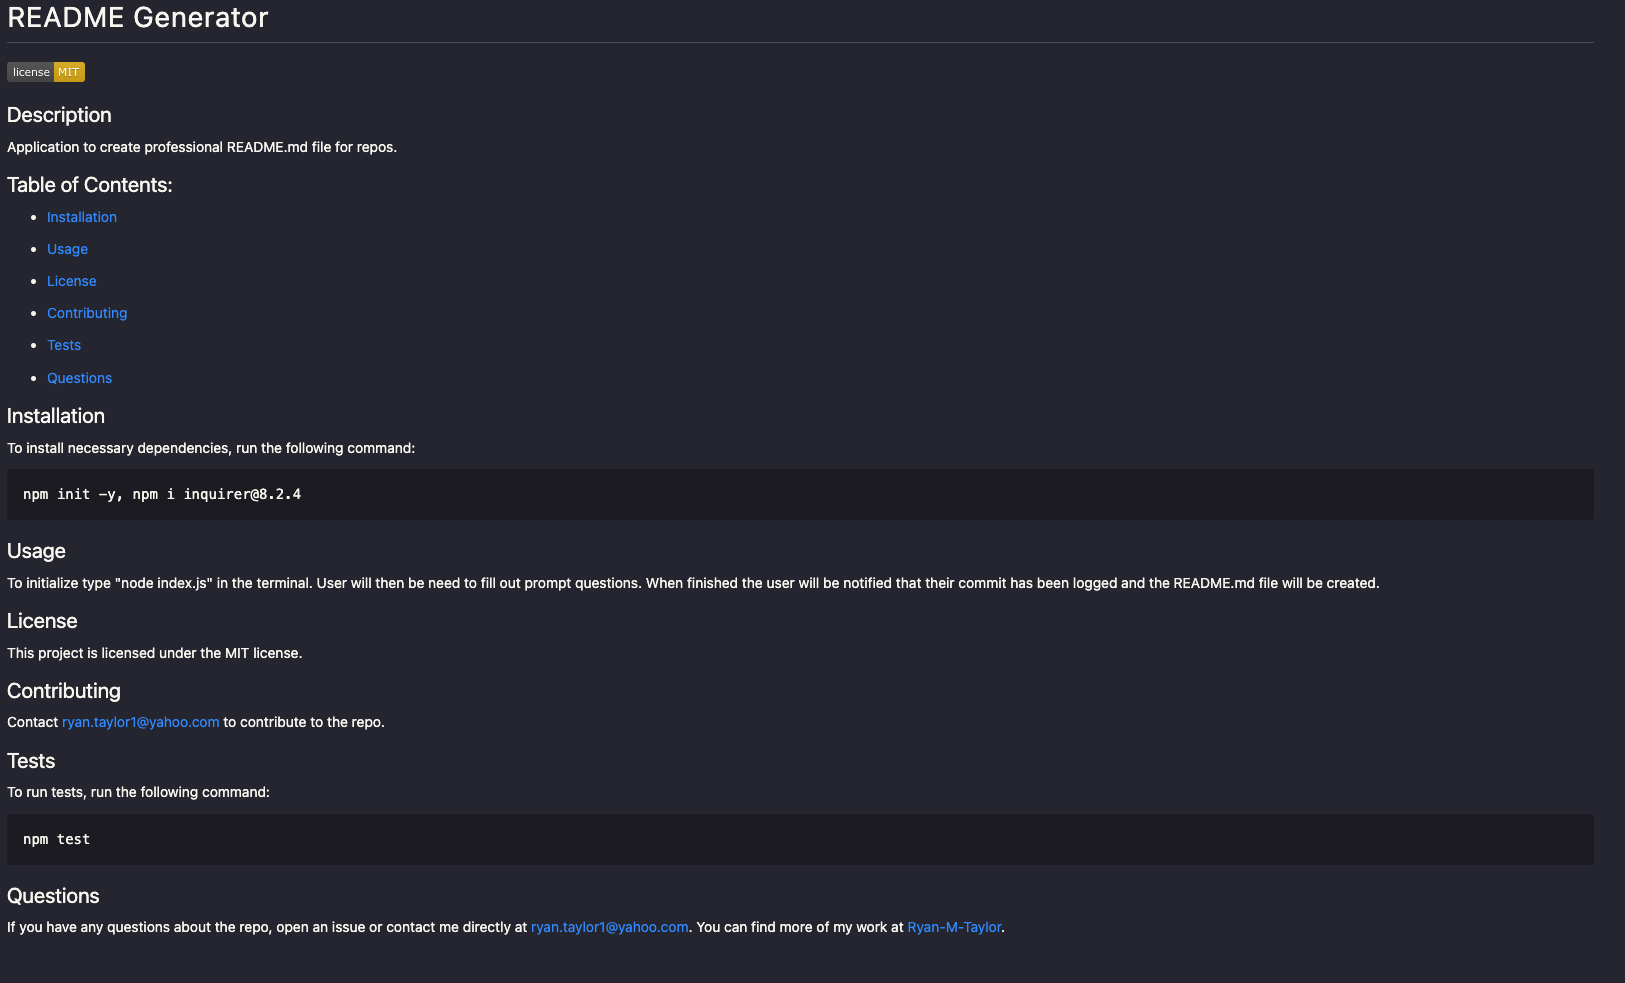 README Generator
license MIT
Description
Application to create professional README.md file for repos.
Table of Contents:
Installation
Usage
License
Contributing
Tests
Questions
Installation
To install necessary dependencies, run the following command:
npm init -y, npm i inquirer@8.2.4
Usage
To initialize type "node index.js" in the terminal. User will then be need to fill out prompt questions. When finished the user will be notified that their commit has been logged and the README.md file will be created.
License
This project is licensed under the MIT license.
Contributing
Contact ryan.taylor1@yahoo.com to contribute to the repo.
Tests
To run tests, run the following command:
npm test
Questions
If you have any questions about the repo, open an issue or contact me directly at ryan.taylor1@yahoo.com. You can find more of my work at Ryan-M-Taylor.